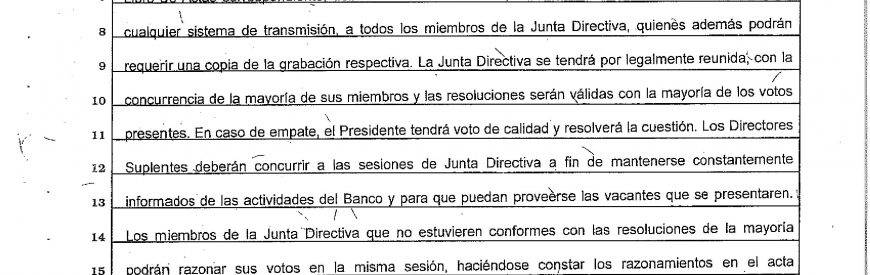 8 cualquier sistema de transmisión, a todos los miembros de la Junta Directiva, quienes además podrán
9 requerir una copia de la grabación respectiva. La Junta Directiva se tendrá por legalmente reunida, con la
10 concurrencia de la mayoría de sus miembros y las resoluciones serán válidas con la mayoría de los votos
11 presentes. En caso de empate, el Presidente tendrá voto de calidad y resolverá la cuestión. Los Directores
12 Suplentes deberán concurrir a las sesiones de Junta Directiva a fin de mantenerse constantemente
13 informados de las actividades del Banco y para que puedan proveerse las vacantes que se presentaren.
14 Los miembros de la Junta Directiva que no estuvieren conformes con las resoluciones de la mayoría
15 podrán razonar sus votos en la misma sesión, haciéndose constar los razonamientos en el acta